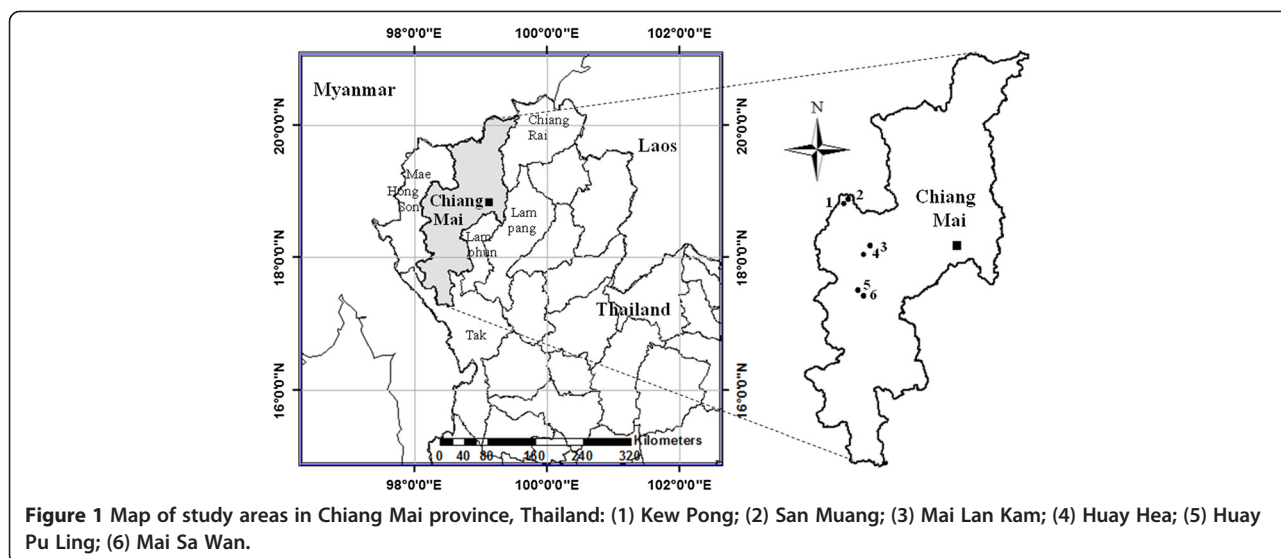 98°0'0"E 100°0'0"E 102°0'0"E
Myanmar
20°0'0"N
20°0'0"N
Chiang
Rai
Laos
N
Mae
Hong
Son
Chiang
Mai
Lam
pang
Lam
phun
18°0'0"N
18°0'0"N
Thailand
Tak
16°0'0"N
16°0'0"N
Kilometers
0 40 80 160 240 320
98°0'0"E 100°0'0"E 102°0'0"E
1 2
Chiang
Mai
3
4
5
6
Figure 1 Map of study areas in Chiang Mai province, Thailand: (1) Kew Pong; (2) San Muang; (3) Mai Lan Kam; (4) Huay Hea; (5) Huay
Pu Ling; (6) Mai Sa Wan.